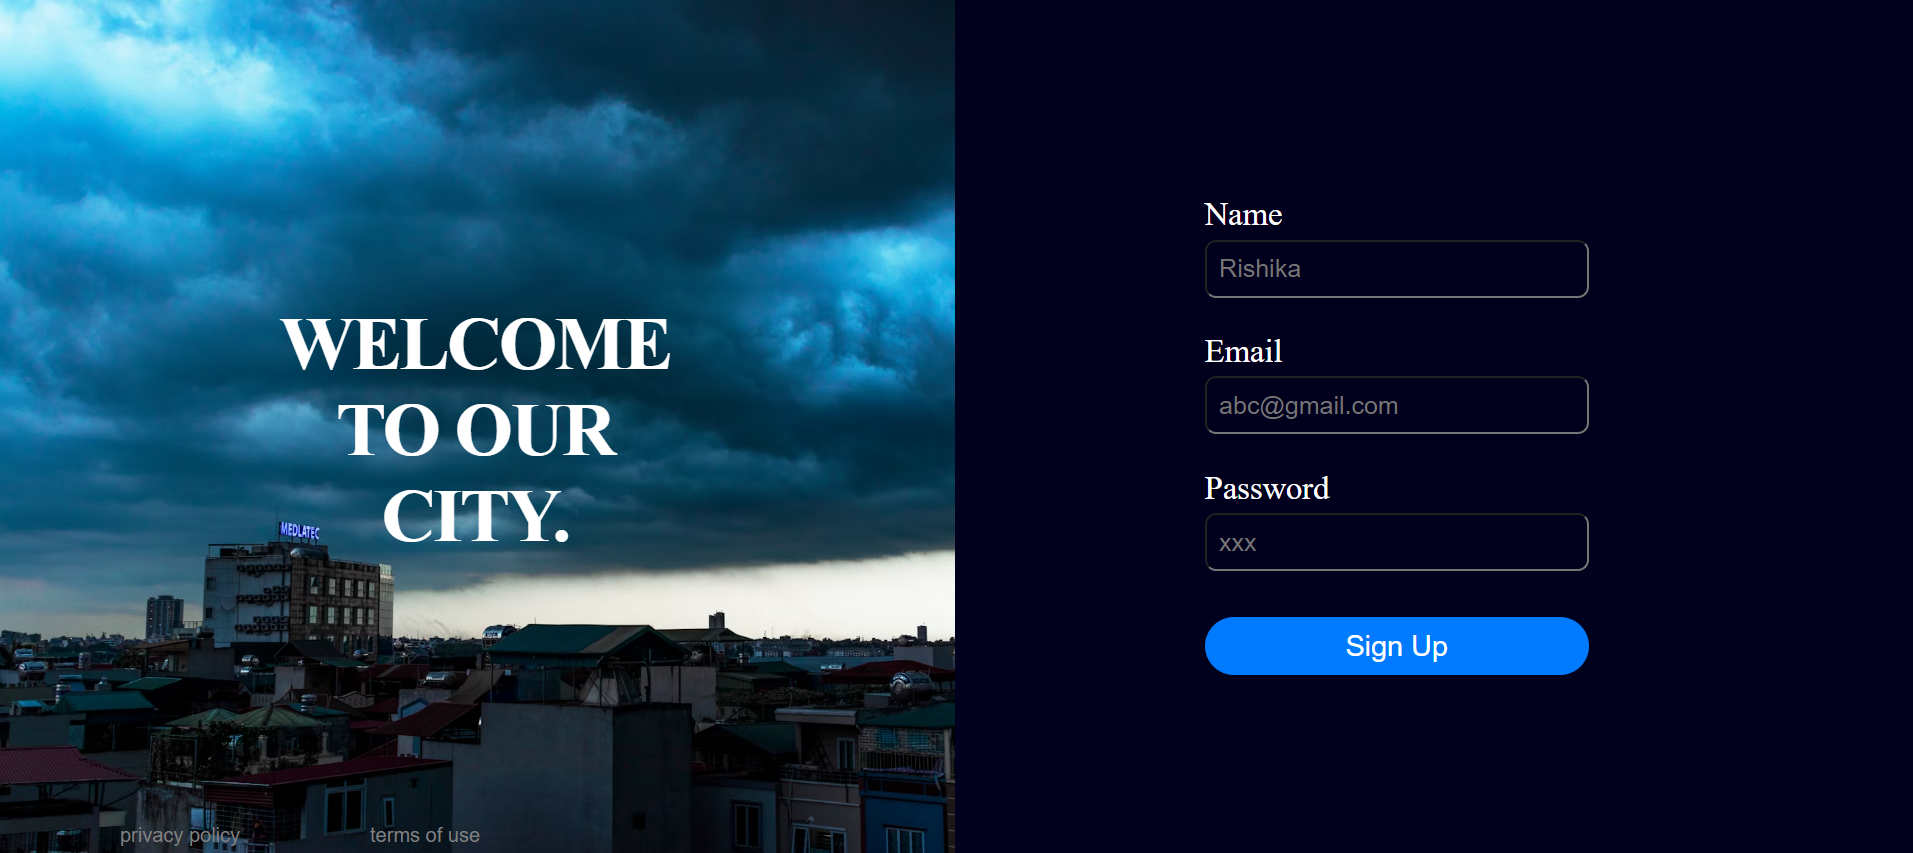 WELCOME
TO OUR
CITY.
MEDLATEC
privacy policy
terms of use
Name
Rishika
Email
abc@gmail.com
Password
xxx
Sign Up